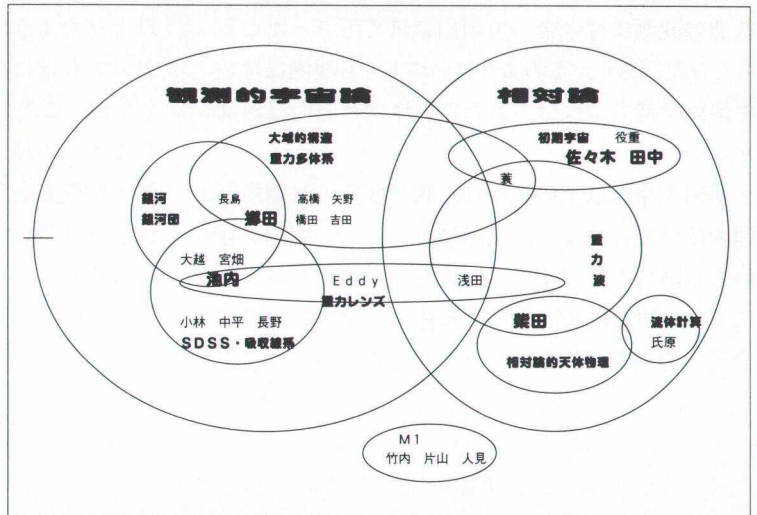 観測的宇宙論
相対論
大域的構造
重力多体系
初期宇宙 役重
佐々木 田中
蓑
銀河
銀河団
長島
郷田
高橋 矢野
橋田 吉田
重
力
波
大越 宮畑
池内
Eddy
重力レンズ
浅田
小林 中平 長野
SDSS・吸収線系
柴田
流体計算
氏原
相対論的天体物理
M1
竹内 片山 人見